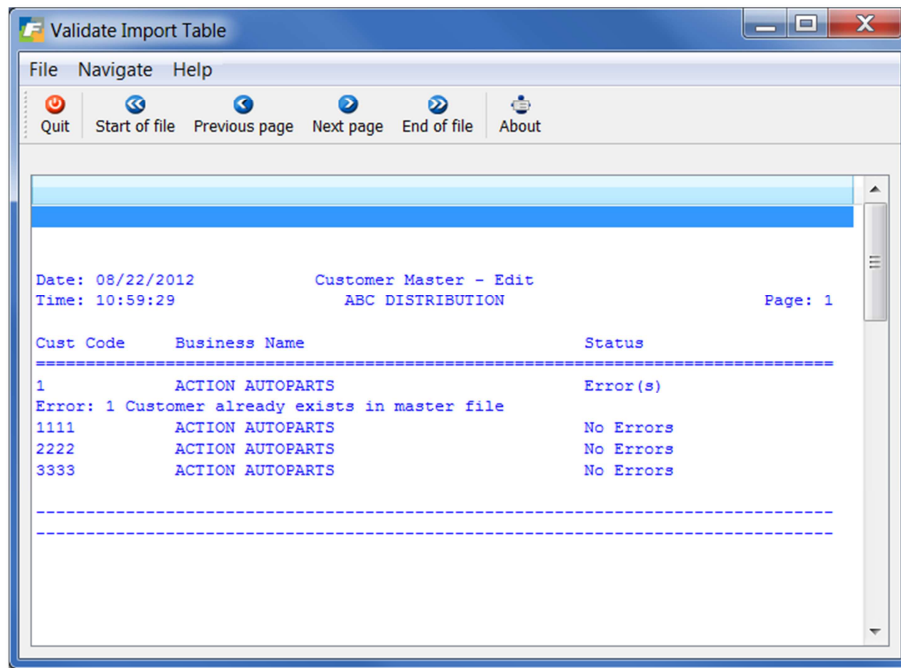 Validate Import Table
File Navigate Help
Quit Start of file Previous page Next page End of file About
Date: 08/22/2012 Customer Master - Edit
Time: 10:59:29 ABC DISTRIBUTION Page: 1
Cust Code Business Name Status
================================================================================
1 ACTION AUTOPARTS Error(s)
Error: 1 Customer already exists in master file
1111 ACTION AUTOPARTS No Errors
2222 ACTION AUTOPARTS No Errors
3333 ACTION AUTOPARTS No Errors
--------------------------------------------------------------------------------
--------------------------------------------------------------------------------